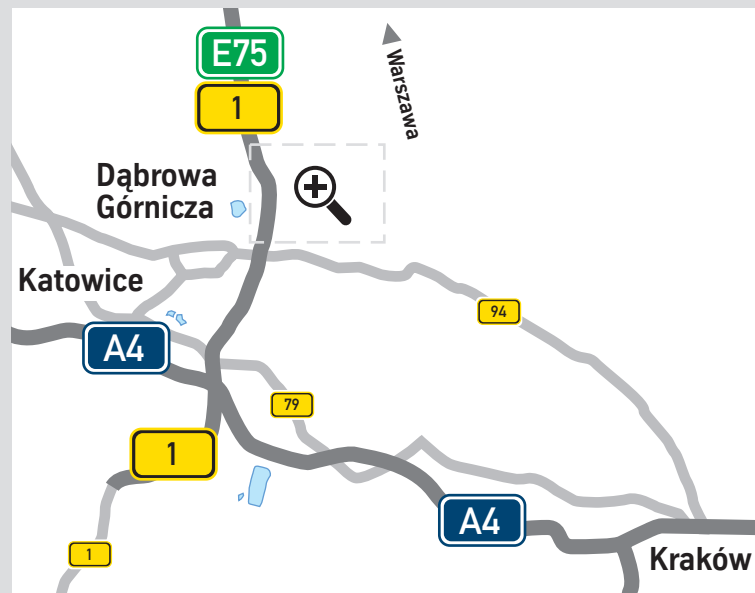 E75
1
Warszawa
Dąbrowa
Górnicza
Katowice
94
A4
79
1
A4
1
Kraków